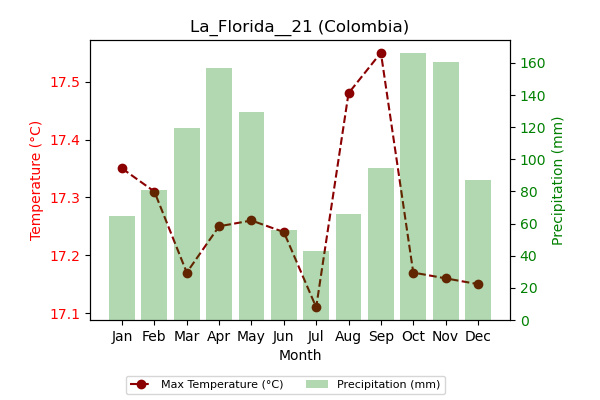 La_Florida__21 (Colombia)
17.5
17.4
17.3
17.2
17.1
Temperature (°C)
160
140
120
100
80
60
40
20
0
Precipitation (mm)
Jan Feb Mar Apr May Jun Jul Aug Sep Oct Nov Dec
Month
Max Temperature (°C) Precipitation (mm)